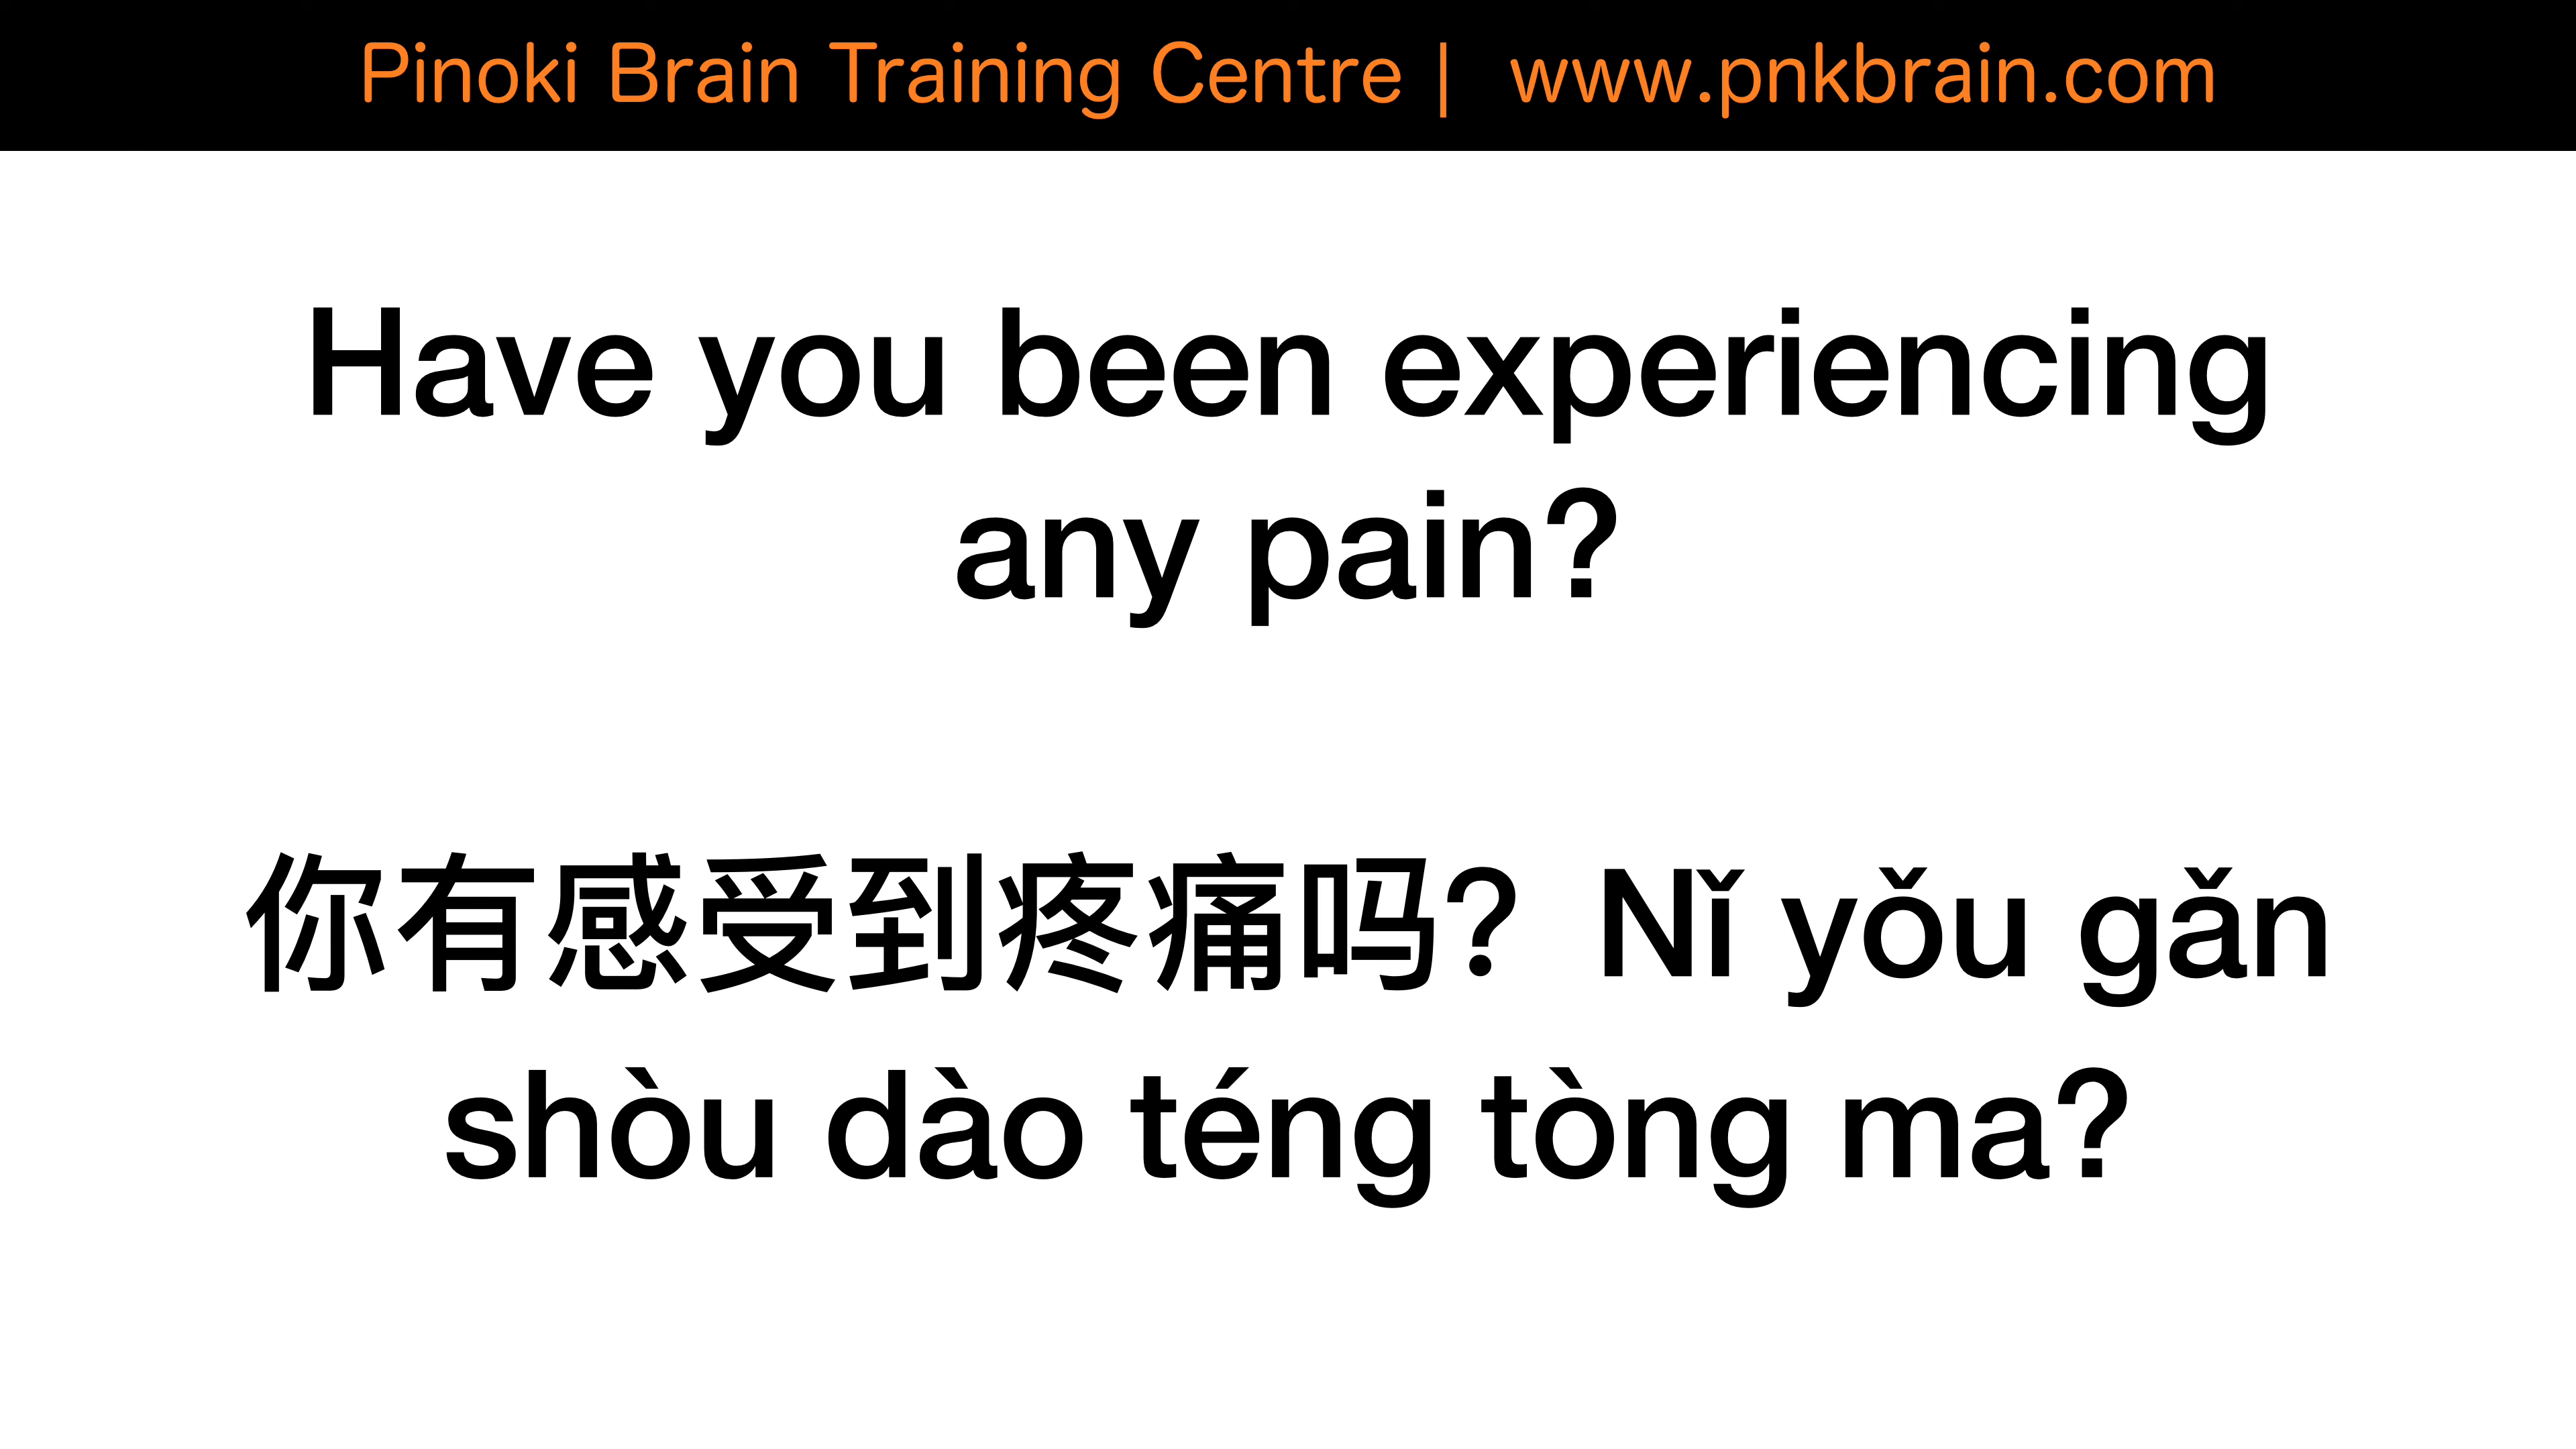 Pinoki Brain Training Centre | www.pnkbrain.com
Have you been experiencing
any pain?
你有感受到疼痛吗？ Nǐ yǒu gǎn
shòu dào téng tòng ma?